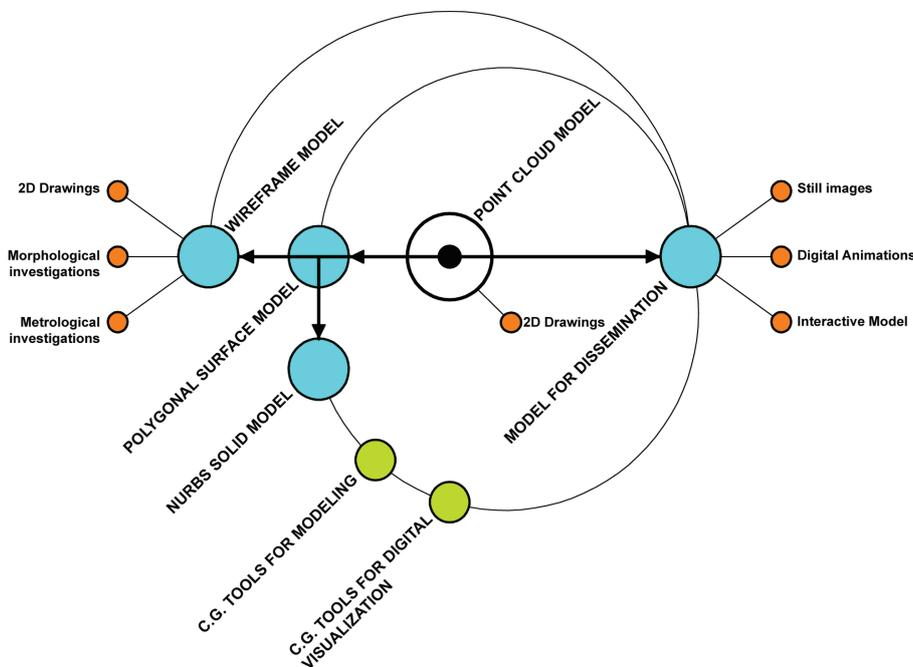 WIREFRAME MODEL
POINT CLOUD MODEL
2D Drawings
Morphological
investigations
Metrological
investigations
Still images
Digital Animations
Interactive Model
2D Drawings
POLYGONAL SURFACE MODEL
MODEL FOR DISSEMINATION
NURBS SOLID MODEL
C.G. TOOLS FOR MODELING
C.G. TOOLS FOR DIGITAL
VISUALIZATION